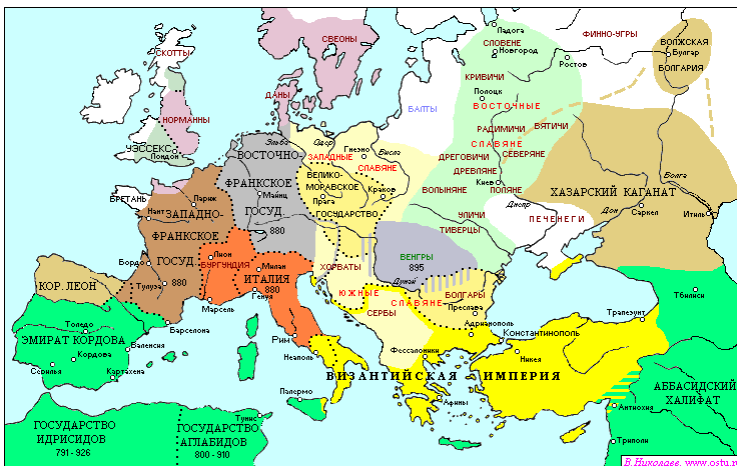 СКОТТЫ
СВЕОНЫ
Ладога
СЛОВЕНЕ
Новгород
ФИННО-УГРЫ
Ростов
ВОЛЖСКАЯ
Булгар
БОЛГАРИЯ
КРИВИЧИ
Полоцк
ДАНЫ
НОРМАННЫ
БАЛТЫ
ВОСТОЧНЫЕ
РАДИМИЧИ
ВЯТИЧИ
СЛАВЯНЕ
СЕВЕРЯНЕ
УЭССЕКС
Лондон
Эльба
Одер
Висла
Гнезно
ВОСТОЧНО-
ФРАНКСКОЕ
Майнц
ГОСУД.
880
ЗАПАДНЫЕ
СЛАВЯНЕ
ВЕЛИКО-
МОРАВСКОЕ
Прага
Краков
ГОСУДАРСТВО
ДРЕГОВИЧИ
ДРЕВЛЯНЕ
Киев
ВОЛЫНЯНЕ
ПОЛЯНЕ
Днепр
УЛИЧИ
ТИВЕРЦЫ
ПЕЧЕНЕГИ
Волга
ХАЗАРСКИЙ КАГАНАТ
Дон
Саркел
Итиль
БРЕТАНЬ
Париж
Нант
ЗАПАДНО-
ФРАНКСКОЕ
ГОСУД.
880
Бордо
Тулуза
Лион
БУРГУНДИЯ
Милан
ИТАЛИЯ
880
Генуя
Марсель
ХОРВАТЫ
ВЕНГРЫ
895
Дунай
ЮЖНЫЕ
СЛАВЯНЕ
СЕРБЫ
БОЛГАРЫ
Преслава
Адрианополь
Константинополь
Никея
Трапезунт
Тбилиси
КОР. ЛЕОН
Толедо
ЭМИРАТ КОРДОВА
Кордова
Севилья
Валенсия
Картахена
Барселона
Рим
Неаполь
Палермо
Фессалоники
ВИЗАНТИЙСКАЯ ИМПЕРИЯ
Афины
Антиохия
Триполи
АББАСИДСКИЙ
ХАЛИФАТ
ГОСУДАРСТВО
ИДРИСИДОВ
791 - 926
Тунис
ГОСУДАРСТВО
АГЛАБИДОВ
800 - 910
В.Николаев, www.ostu.r